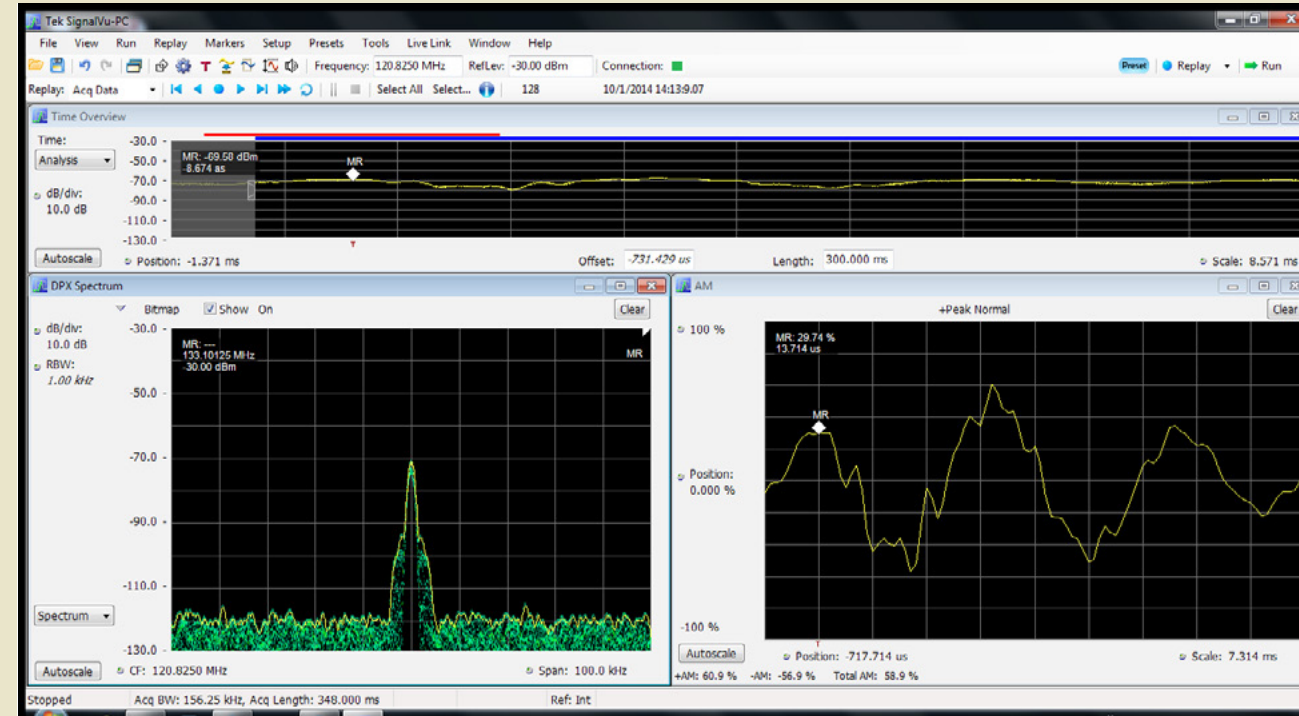 Tek SignalVu-PC
File View Run Replay Markers Setup Presets Tools Live Link Window Help
T Frequency: 120.8250 MHz RefLev: -30.00 dBm Connection: Preset Replay Run
Replay: Acq Data Select All Select... 128 10/1/2014 14:13:9.07
Time Overview
Time:
Analysis
dB/div:
10.0 dB
Autoscale
-30.0
-50.0
-70.0
-90.0
-110.0
-130.0
MR: -69.58 dBm
-8.674 as
MR
T
Position: -1.371 ms Offset: -731.429 us Length: 300.000 ms Scale: 8.571 ms
DPX Spectrum
Bitmap Show On Clear
dB/div:
10.0 dB
RBW:
1.00 kHz
-30.0
-50.0
-70.0
-90.0
-110.0
-130.0
MR: ---
133.10125 MHz
-30.00 dBm
MR
Spectrum
Autoscale CF: 120.8250 MHz Span: 100.0 kHz
AM
+Peak Normal Clear
100 %
MR: 29.74 %
13.714 us
MR
Position:
0.000 %
-100 %
T
Autoscale Position: -717.714 us Scale: 7.314 ms
+AM: 60.9 % -AM: -56.9 % Total AM: 58.9 %
Stopped Acq BW: 156.25 kHz, Acq Length: 348.000 ms Ref: Int